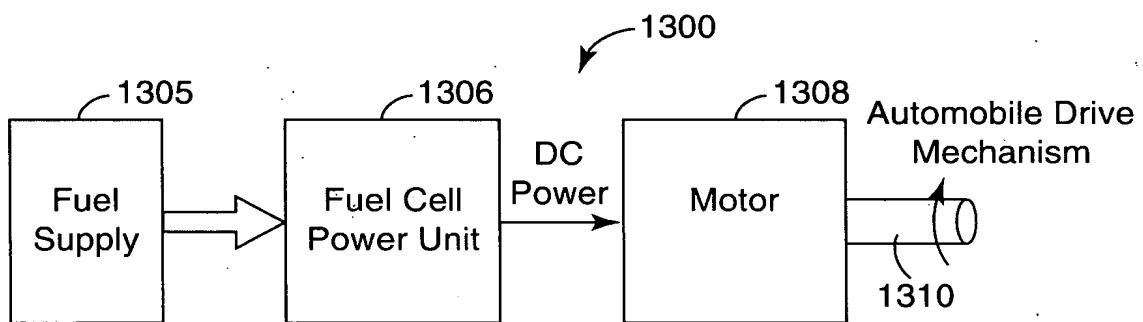 1300
1305
1306
1308
Automobile Drive
Mechanism
DC
Power
Fuel
Supply
Fuel Cell
Power Unit
Motor
1310